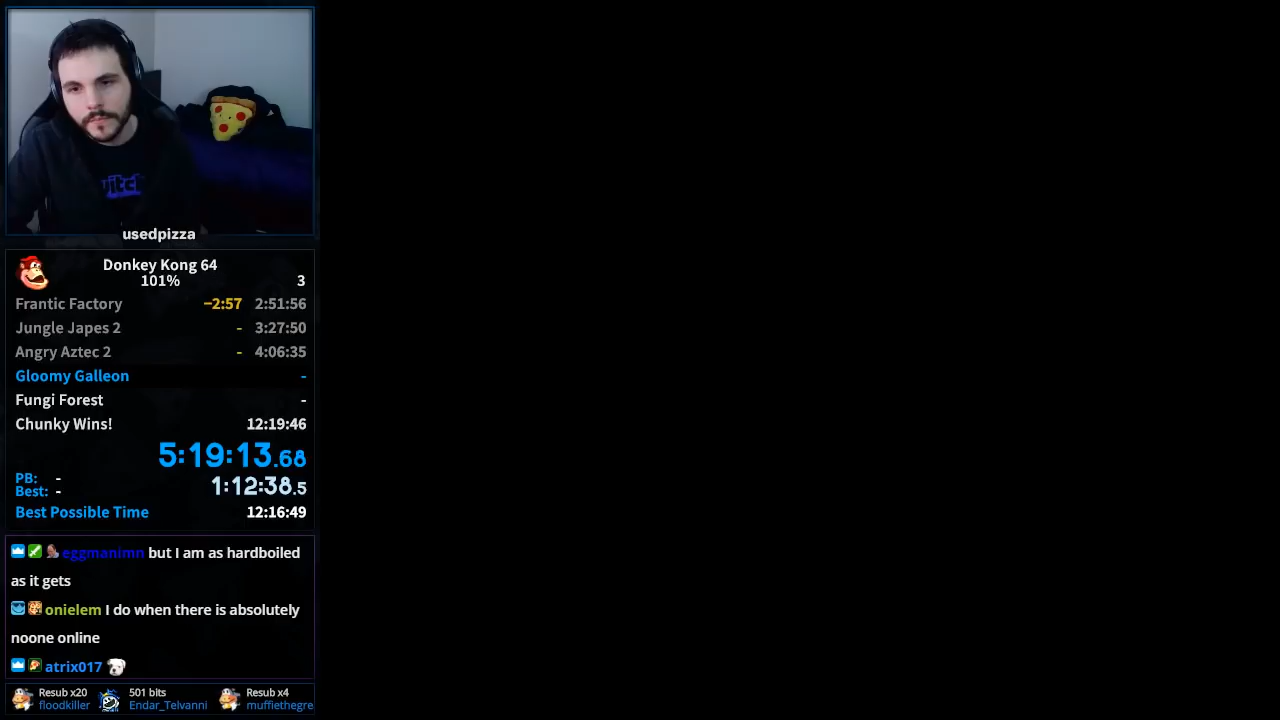 witch
usedpizza
Donkey Kong 64
101% 3
Frantic Factory −2:57 2:51:56
Jungle Japes 2 - 3:27:50
Angry Aztec 2 - 4:06:35
Gloomy Galleon -
Fungi Forest -
Chunky Wins! 12:19:46
5:19:13.68
PB: -
Best: - 1:12:38.5
Best Possible Time 12:16:49
eggmanimn but I am as hardboiled
as it gets
onielem I do when there is absolutely
noone online
atrix017
Resub x20 501 bits Resub x4
floodkiller Endar_Telvanni muffiethegre